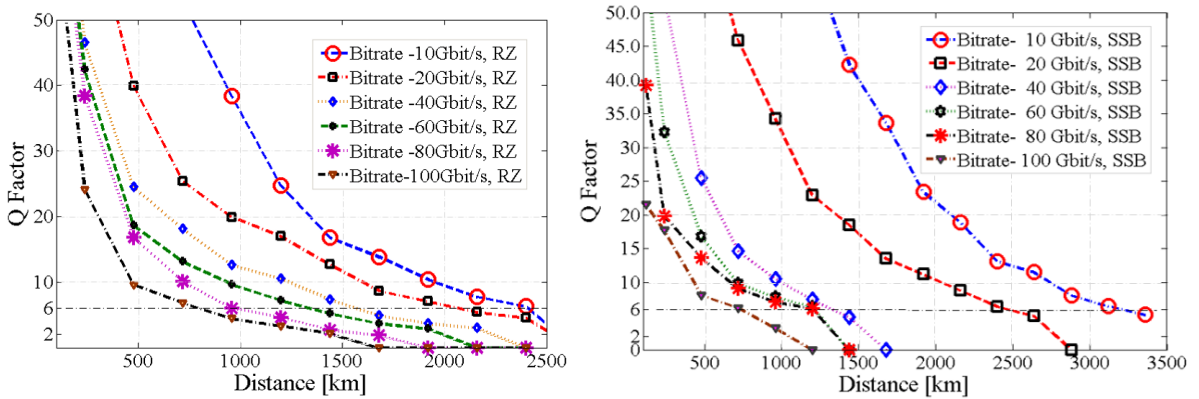 50
40
30
20
10
6
2
Q Factor
500
1000
1500
2000
2500
Distance [km]
Bitrate -10Gbit/s, RZ
Bitrate -20Gbit/s, RZ
Bitrate -40Gbit/s, RZ
Bitrate -60Gbit/s, RZ
Bitrate -80Gbit/s, RZ
Bitrate-100Gbit/s, RZ
50.0
45.0
40.0
35.0
30.0
25.0
20.0
15.0
10
6
2
0
Q Factor
500
1000
1500
2000
2500
3000
3500
Distance [km]
Bitrate- 10 Gbit/s, SSB
Bitrate- 20 Gbit/s, SSB
Bitrate- 40 Gbit/s, SSB
Bitrate- 60 Gbit/s, SSB
Bitrate- 80 Gbit/s, SSB
Bitrate- 100 Gbit/s, SSB